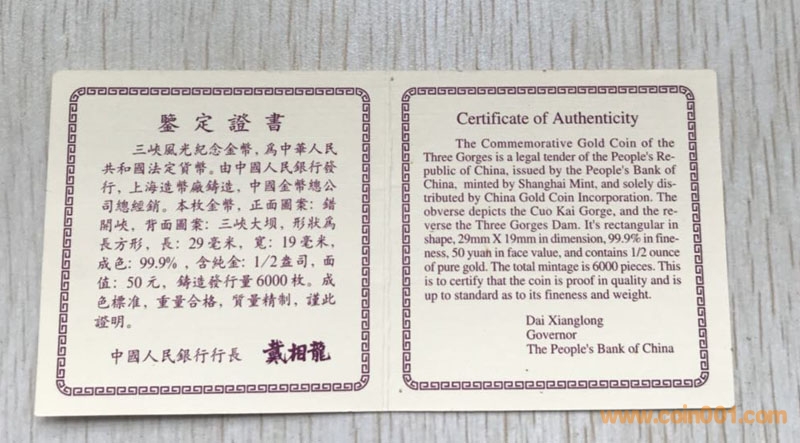 鑒定證書
三峽風光紀念金幣，為中華人民
共和國法定貨幣。由中國人民銀行發
行，上海造幣廠鑄造，中國金幣總公
司總經銷。本枚金幣，正面圖案：錯
開峽，背面圖案：三峽大坝，形狀為
長方形，長：29毫米，寬：19毫米，
成色：99.9%，含純金：1/2盎司，面
值：50元，鑄造發行量6000枚。成
色標准，重量合格，質量精制，謹此
證明。
中國人民銀行行長 戴相龍
Certificate of Authenticity
The Commemorative Gold Coin of the
Three Gorges is a legal tender of the People's Re-
public of China, issued by the People's Bank of
China, minted by Shanghai Mint, and solely dis-
tributed by China Gold Coin Incorporation. The
obverse depicts the Cuo Kai Gorge, and the re-
verse the Three Gorges Dam. It's rectangular in
shape, 29mm X 19mm in dimension, 99.9% in fine-
ness, 50 yuan in face value, and contains 1/2 ounce
of pure gold. The total mintage is 6000 pieces. This
is to certify that the coin is proof in quality and is
up to standard as to its fineness and weight.
Dai Xianglong
Governor
The People's Bank of China
www.coin001.com